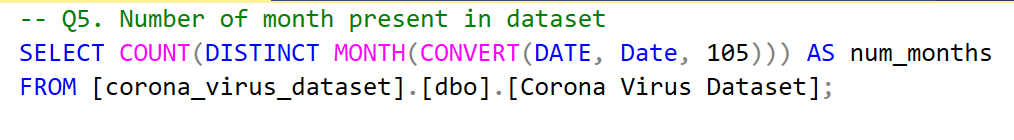 -- Q5. Number of month present in dataset
SELECT COUNT(DISTINCT MONTH(CONVERT(DATE, Date, 105))) AS num_months
FROM [corona_virus_dataset].[dbo].[Corona Virus Dataset];